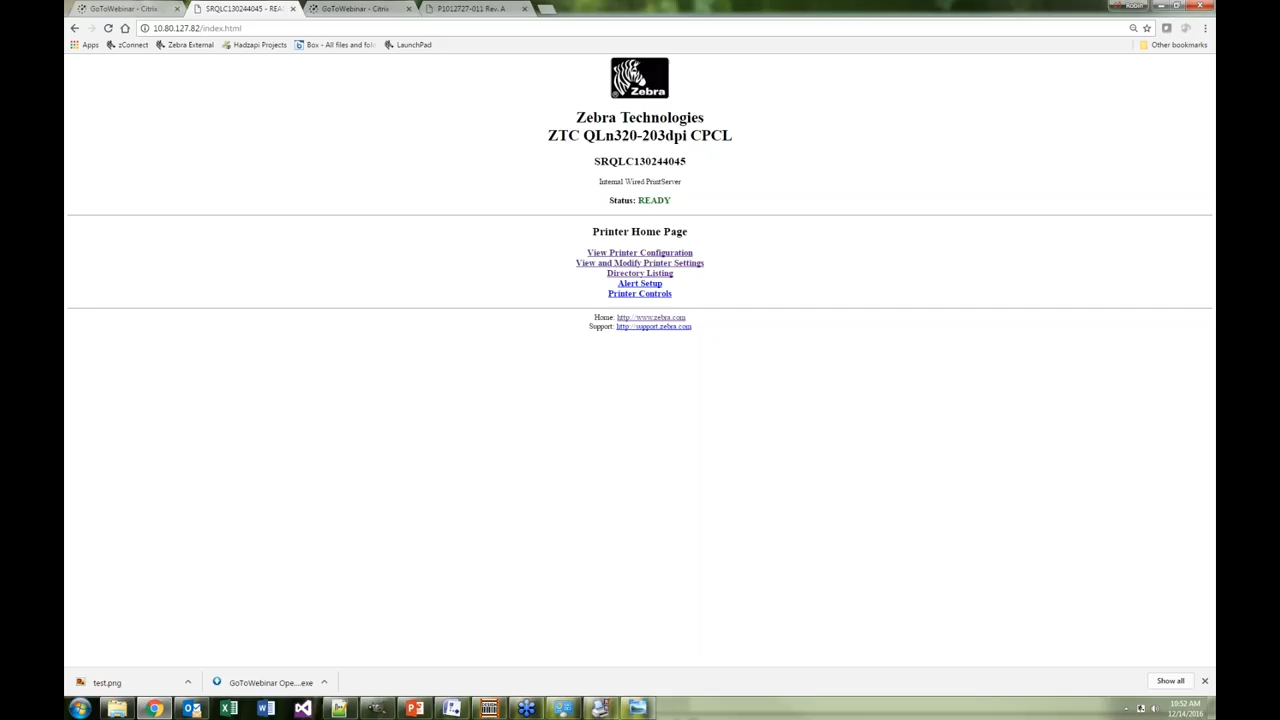 GoToWebinar - Citrix
SRQLC130244045 - REA
GoToWebinar - Citrix
P1012727-011 Rev. A
Robin
10.80.127.82/index.html
Apps
zConnect
Zebra External
Hadzapi Projects
Box - All files and fold
LaunchPad
Other bookmarks
Zebra
Zebra Technologies
ZTC QLn320-203dpi CPCL
SRQLC130244045
Internal Wired PrintServer
Status: READY
Printer Home Page
View Printer Configuration
View and Modify Printer Settings
Directory Listing
Alert Setup
Printer Controls
Home: http://www.zebra.com
Support: http://support.zebra.com
test.png
GoToWebinar Ope....exe
Show all
10:52 AM
12/14/2016